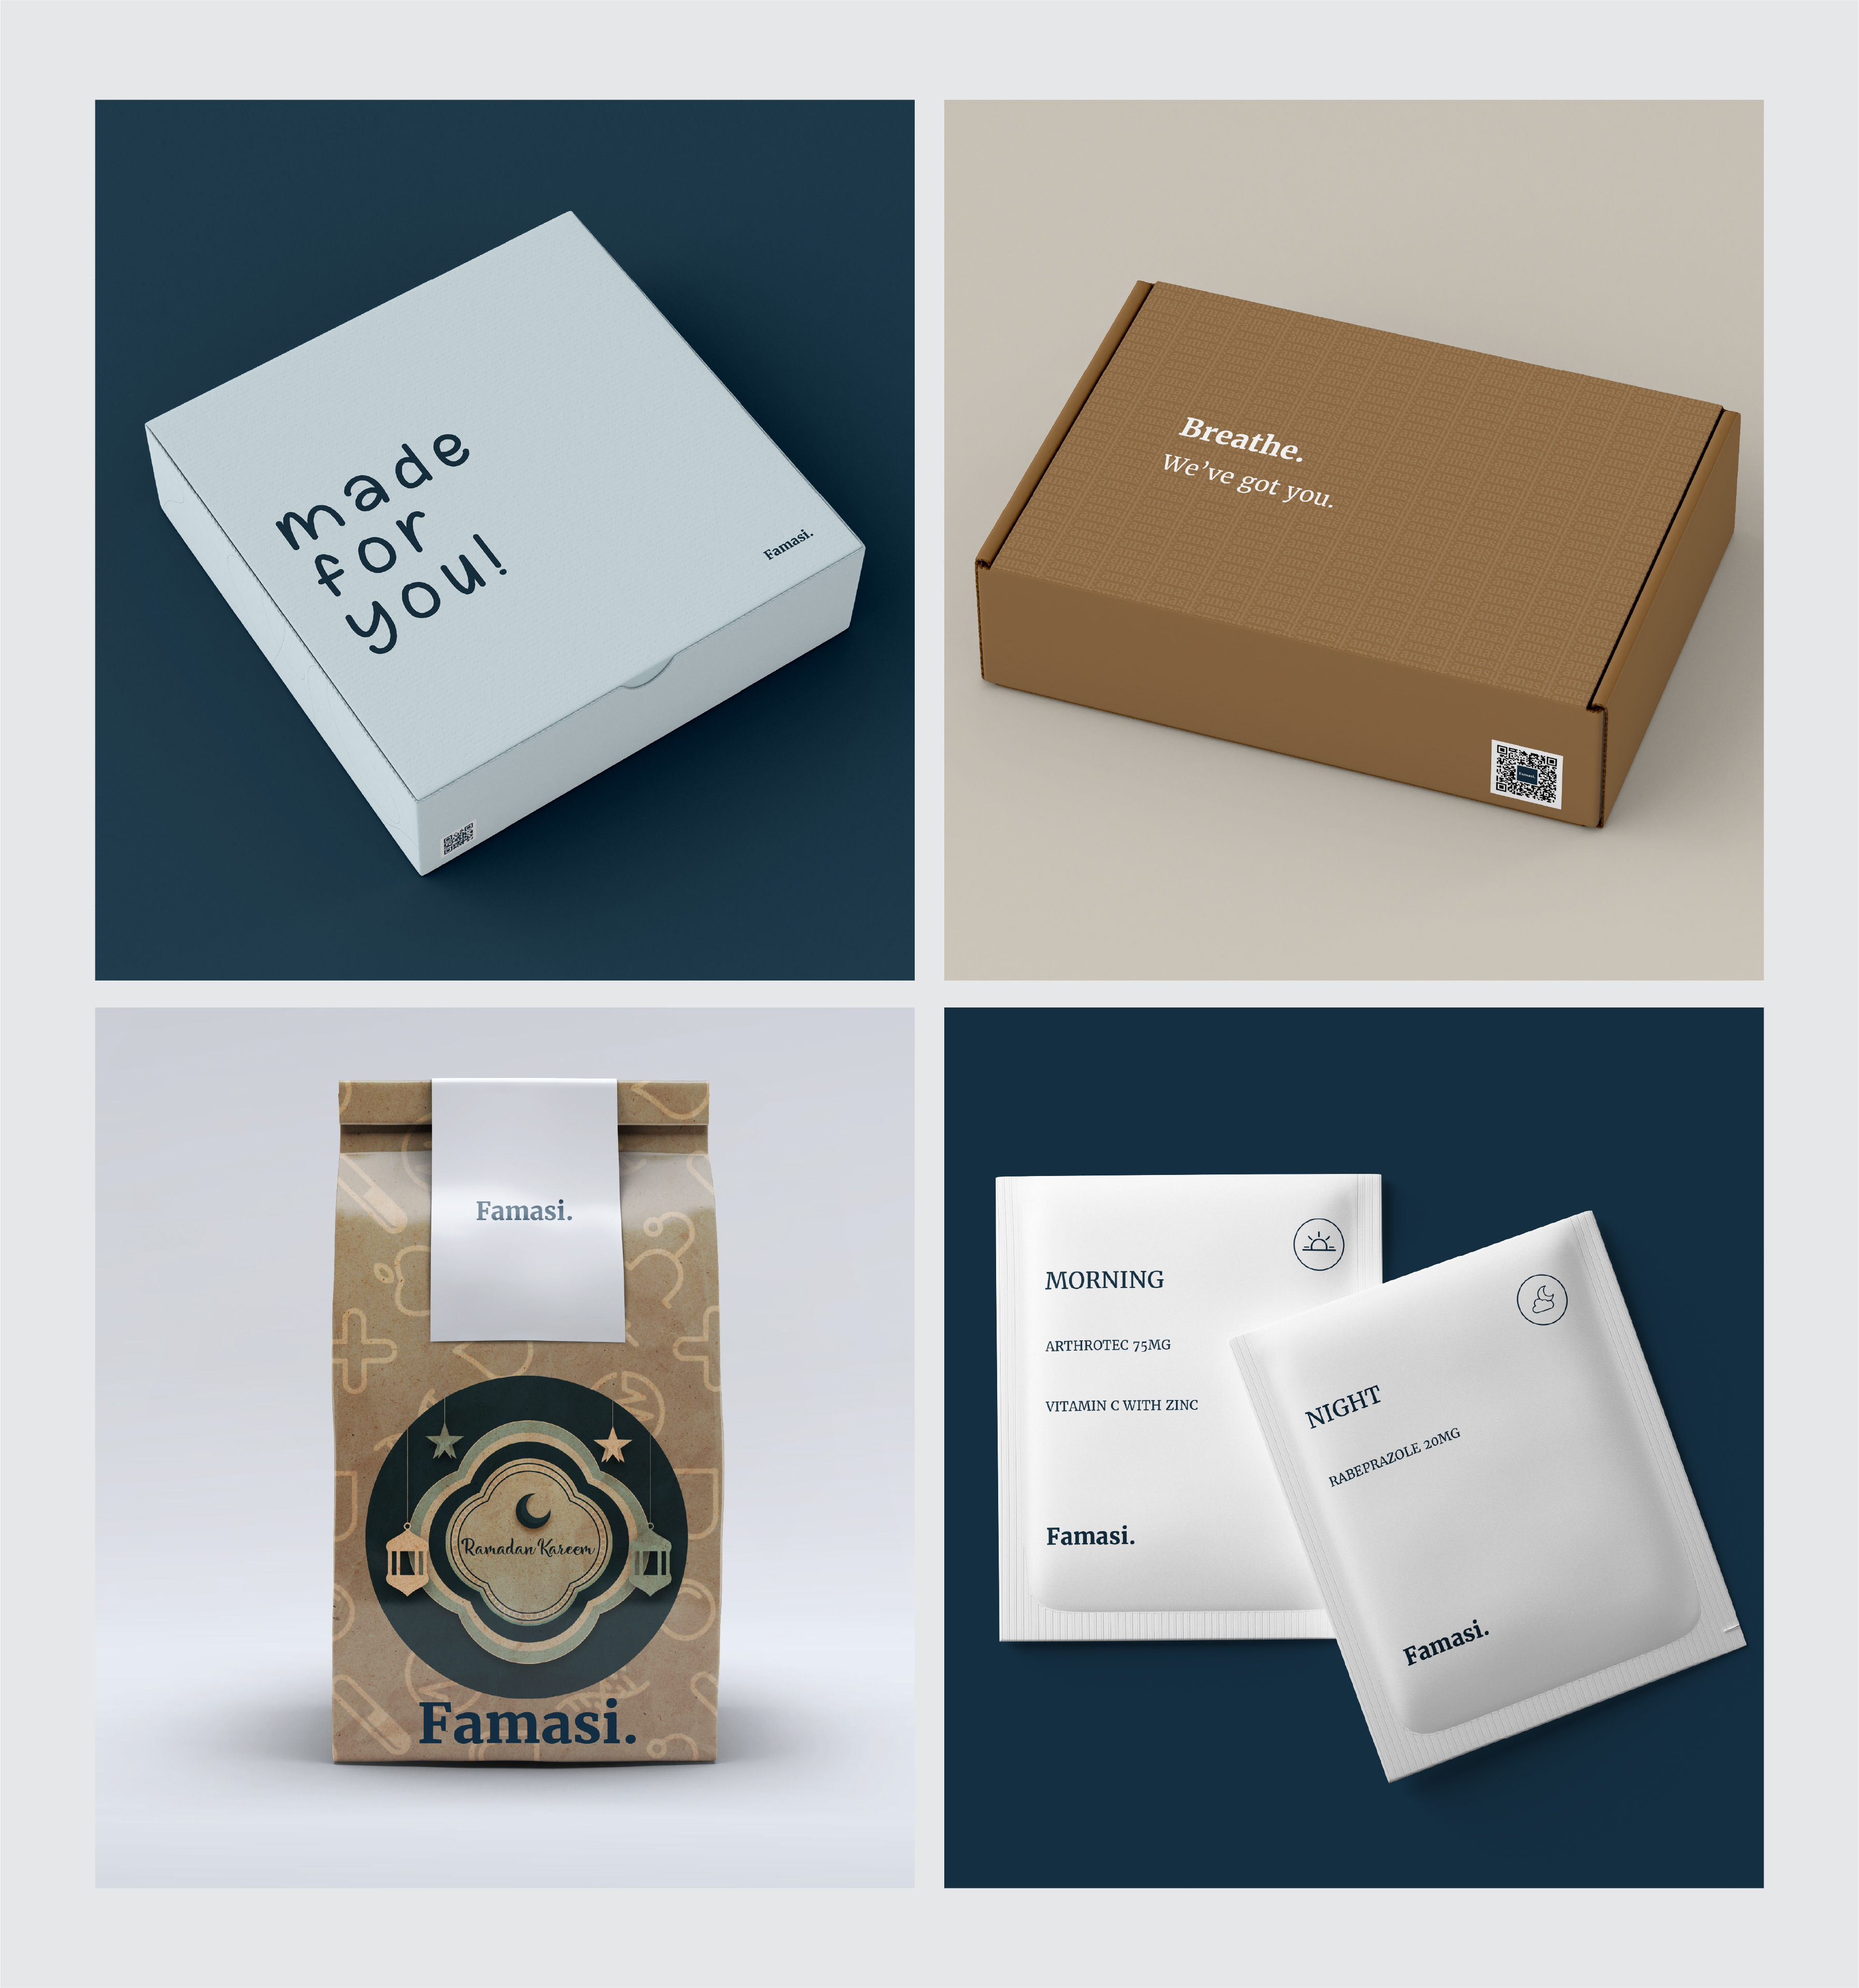 made
for
you!
Famasi.
Breathe.
We've got you.
Famasi.
Famasi.
Ramadan Kareem
Famasi.
MORNING
ARTHROTEC 75MG
VITAMIN C WITH ZINC
Famasi.
NIGHT
RABEPRAZOLE 20MG
Famasi.